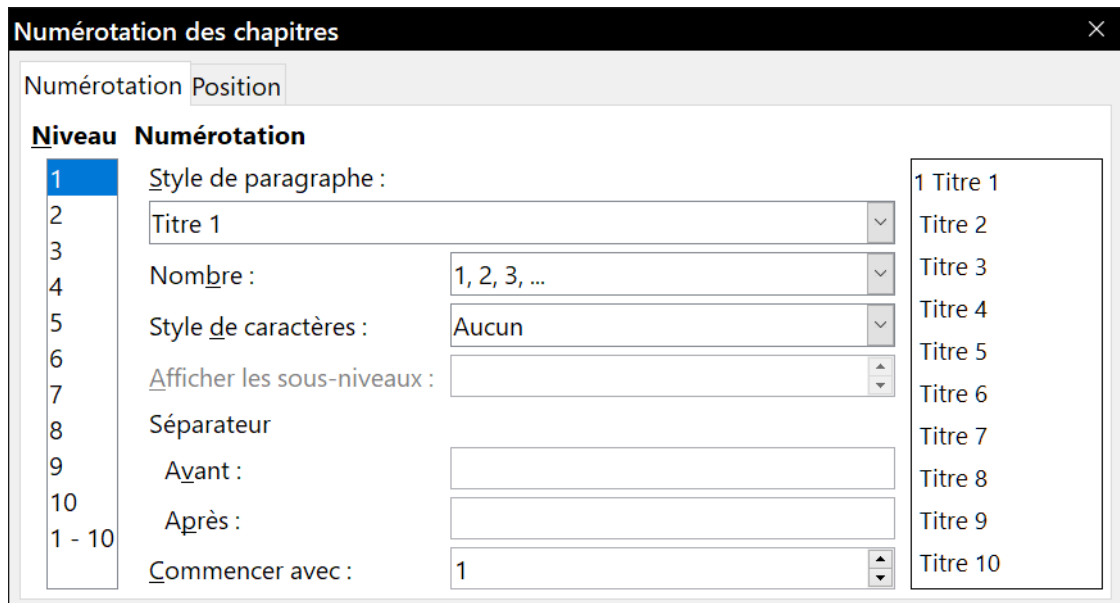 Numérotation des chapitres
Numérotation Position
Niveau Numérotation
1
2
3
4
5
6
7
8
9
10
1 - 10
Style de paragraphe :
Titre 1
Nombre : 1, 2, 3, ...
Style de caractères : Aucun
Afficher les sous-niveaux :
Séparateur
Avant :
Après :
Commencer avec : 1
1 Titre 1
Titre 2
Titre 3
Titre 4
Titre 5
Titre 6
Titre 7
Titre 8
Titre 9
Titre 10